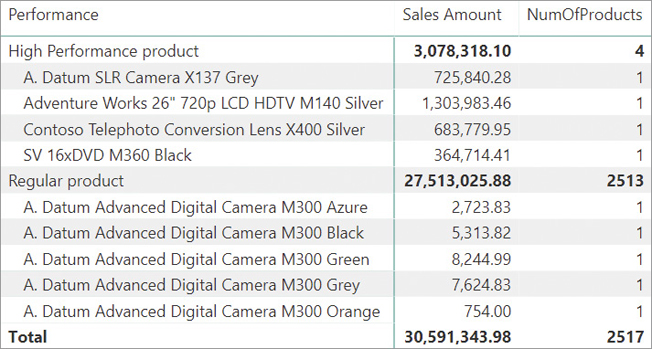 Performance Sales Amount NumOfProducts
High Performance product 3,078,318.10 4
A. Datum SLR Camera X137 Grey 725,840.28 1
Adventure Works 26" 720p LCD HDTV M140 Silver 1,303,983.46 1
Contoso Telephoto Conversion Lens X400 Silver 683,779.95 1
SV 16xDVD M360 Black 364,714.41 1
Regular product 27,513,025.88 2513
A. Datum Advanced Digital Camera M300 Azure 2,723.83 1
A. Datum Advanced Digital Camera M300 Black 5,313.82 1
A. Datum Advanced Digital Camera M300 Green 8,244.99 1
A. Datum Advanced Digital Camera M300 Grey 7,624.83 1
A. Datum Advanced Digital Camera M300 Orange 754.00 1
Total 30,591,343.98 2517